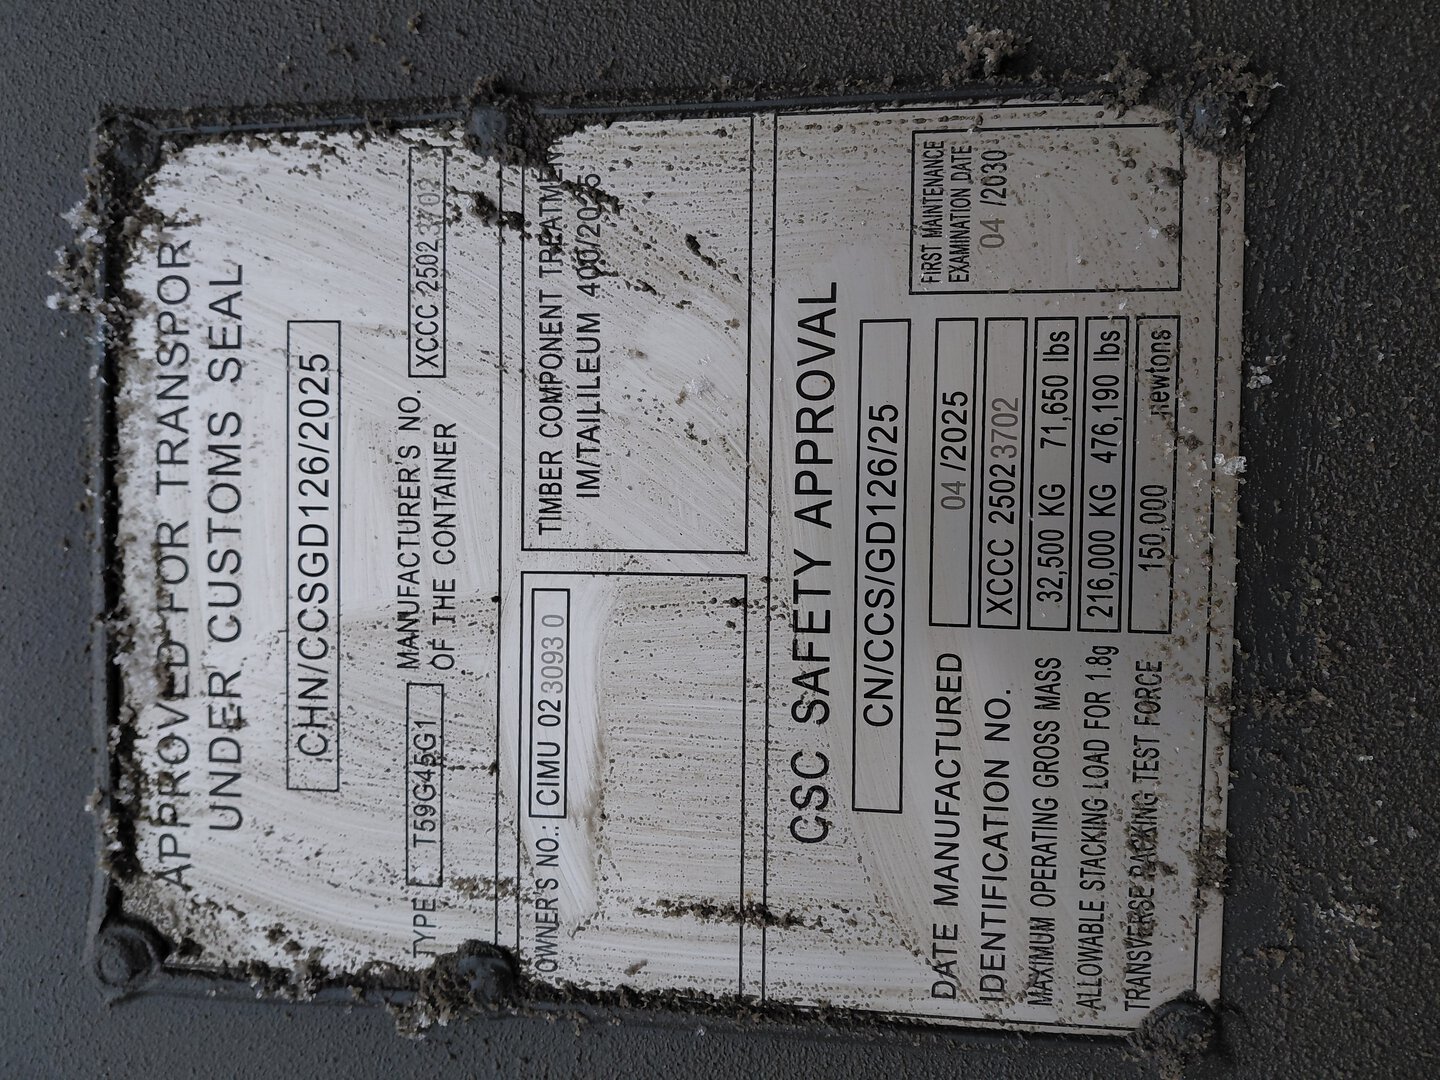 APPROVED FOR TRANSPORT
UNDER CUSTOMS SEAL
CHN/CCSGD126/2025
TYPE T59G45G1 MANUFACTURER'S NO. OF THE CONTAINER XCCC 2502 3702
OWNER'S NO.: CIMU 02 3093 0
TIMBER COMPONENT TREATMENT
IM/TAILILEUM 400/2025
CSC SAFETY APPROVAL
CN/CCS/GD126/25
DATE MANUFACTURED 04 /2025
IDENTIFICATION NO. XCCC 2502 3702
MAXIMUM OPERATING GROSS MASS 32,500 KG 71,650 lbs
ALLOWABLE STACKING LOAD FOR 1.8g 216,000 KG 476,190 lbs
TRANSVERSE RACKING TEST FORCE 150,000 newtons
FIRST MAINTENANCE
EXAMINATION DATE
04 /2030